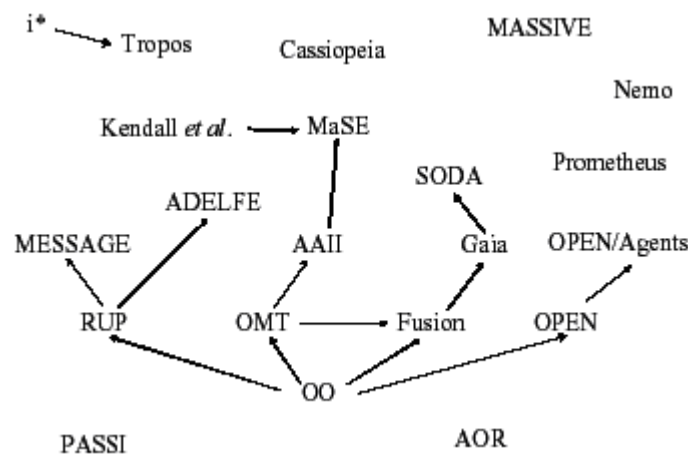 i*
Tropos
Cassiopeia
MASSIVE
Nemo
Kendall et al.
MaSE
Prometheus
SODA
ADELFE
MESSAGE
AAII
Gaia
OPEN/Agents
RUP
OMT
Fusion
OPEN
OO
PASSI
AOR